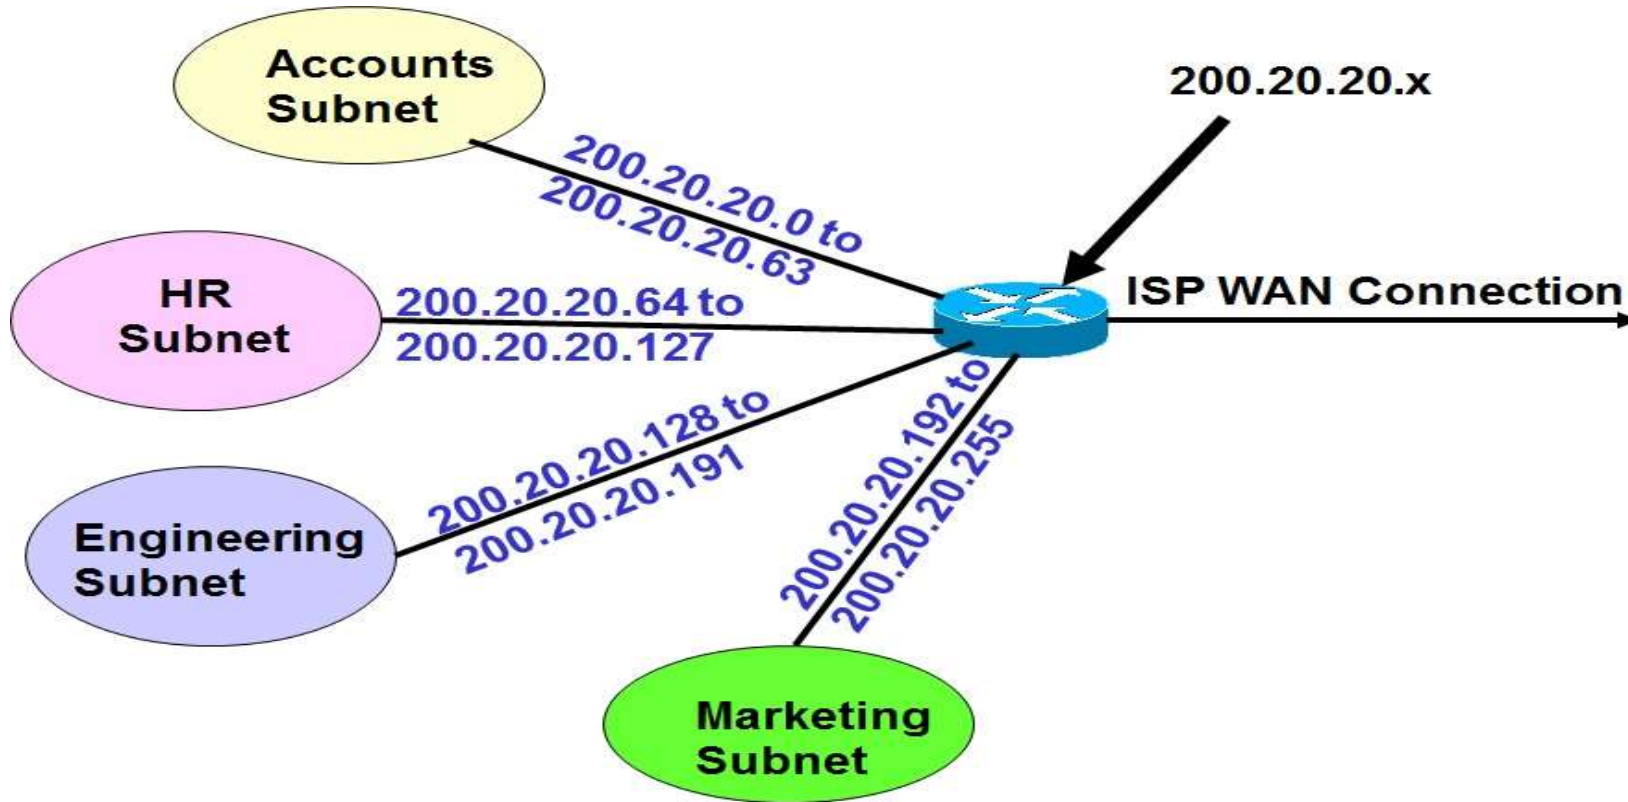 Accounts
Subnet
200.20.20.x
200.20.20.0 to
200.20.20.63
HR
Subnet
200.20.20.64 to
200.20.20.127
ISP WAN Connection
Engineering
Subnet
200.20.20.128 to
200.20.20.191
200.20.20.192 to
200.20.20.255
Marketing
Subnet